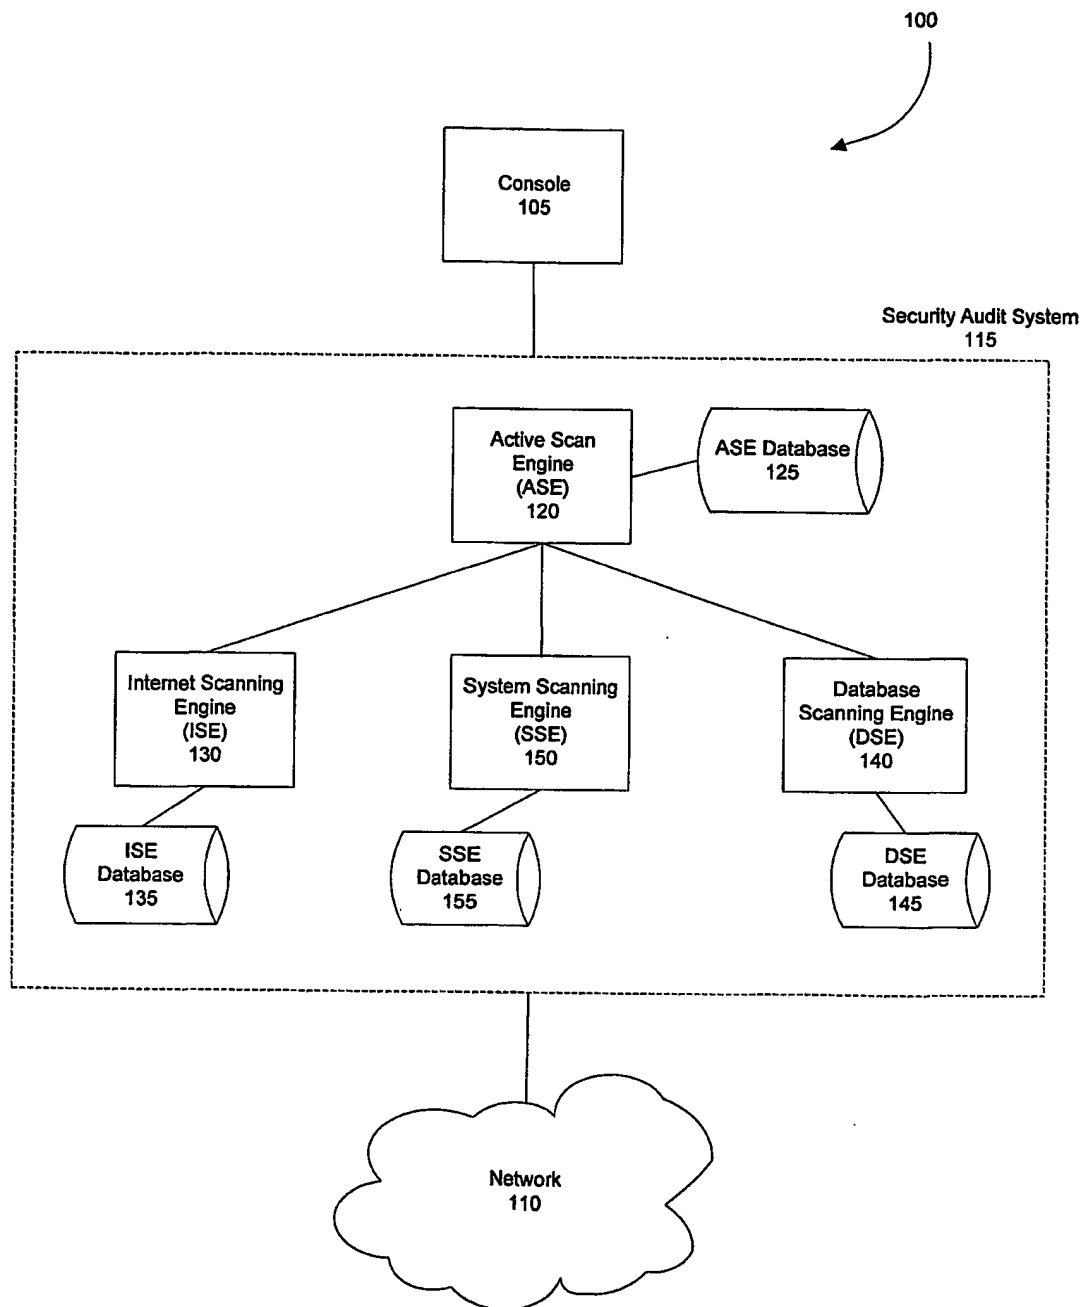 100
Console
105
Security Audit System
115
Active Scan
Engine
(ASE)
120
ASE Database
125
Internet Scanning
Engine
(ISE)
130
System Scanning
Engine
(SSE)
150
Database
Scanning Engine
(DSE)
140
ISE
Database
135
SSE
Database
155
DSE
Database
145
Network
110